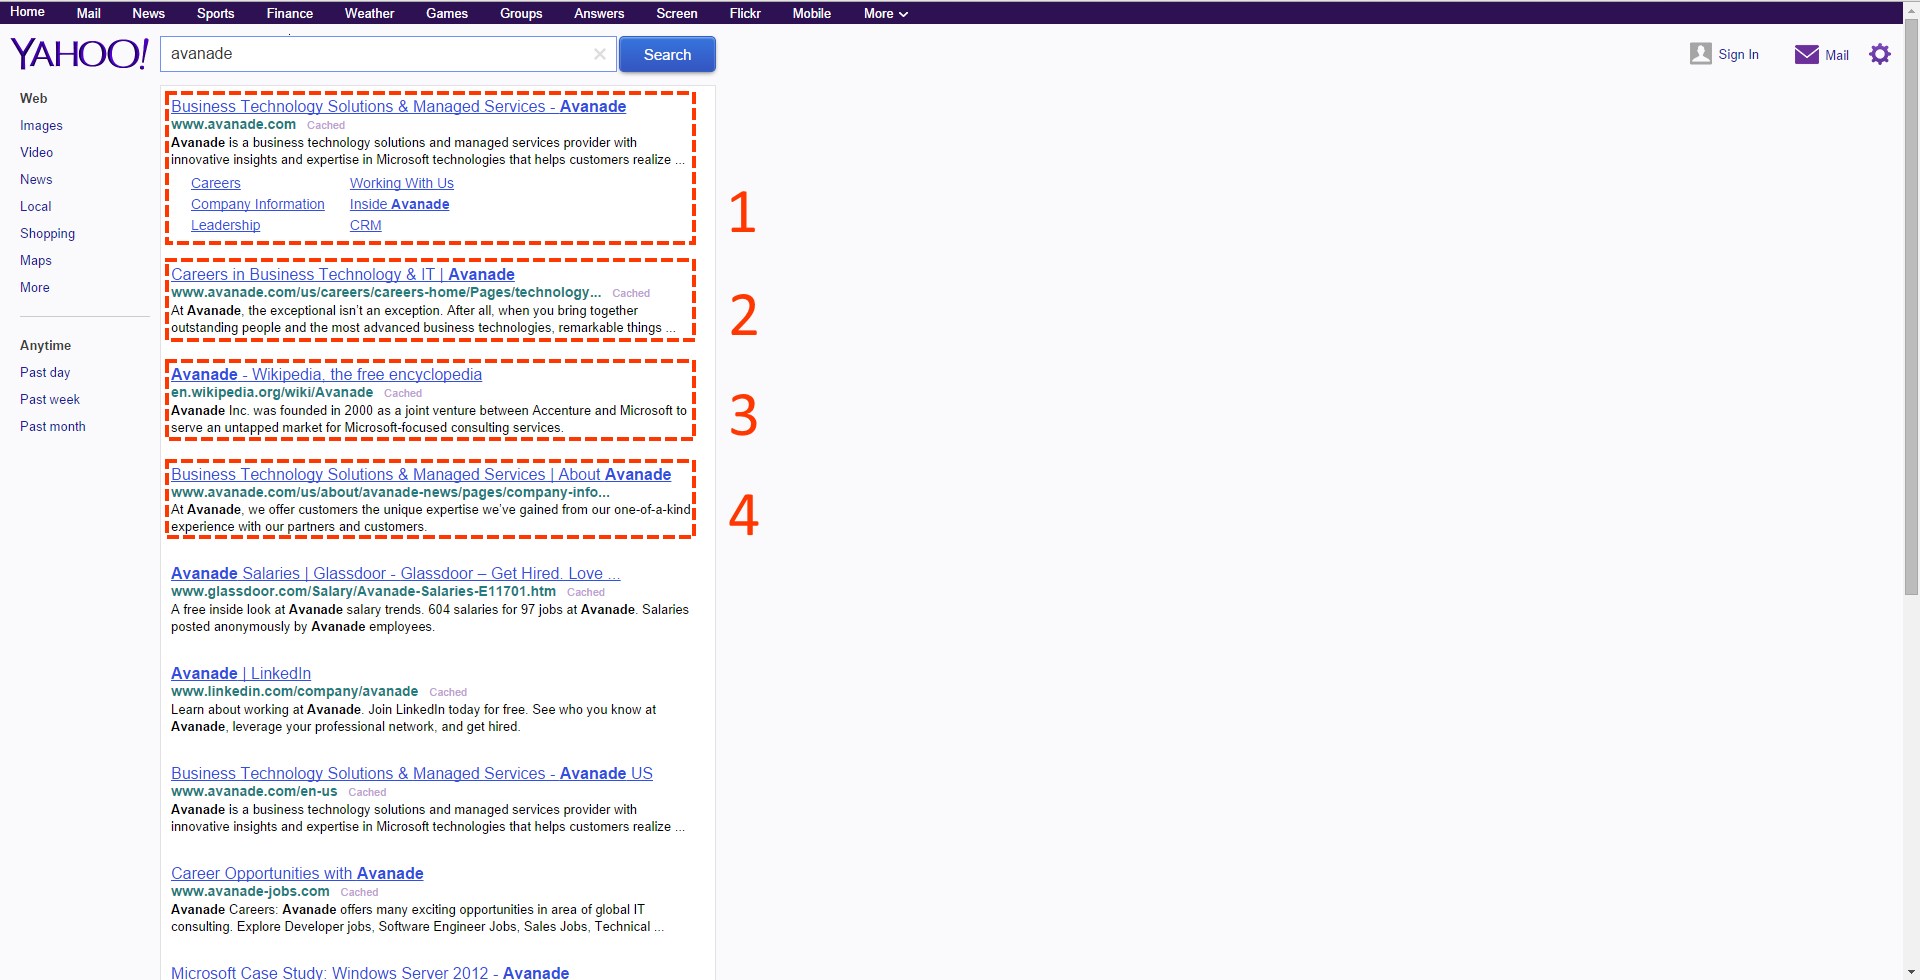 Home Mail News Sports Finance Weather Games Groups Answers Screen Flickr Mobile More
YAHOO! avanade Search Sign In Mail
Web
Images
Video
News
Local
Shopping
Maps
More
Anytime
Past day
Past week
Past month
Business Technology Solutions & Managed Services - Avanade
www.avanade.com Cached
Avanade is a business technology solutions and managed services provider with
innovative insights and expertise in Microsoft technologies that helps customers realize ...
Careers Working With Us
Company Information Inside Avanade
Leadership CRM
1
Careers in Business Technology & IT | Avanade
www.avanade.com/us/careers/careers-home/Pages/technology... Cached
At Avanade, the exceptional isn't an exception. After all, when you bring together
outstanding people and the most advanced business technologies, remarkable things ...
2
Avanade - Wikipedia, the free encyclopedia
en.wikipedia.org/wiki/Avanade Cached
Avanade Inc. was founded in 2000 as a joint venture between Accenture and Microsoft to
serve an untapped market for Microsoft-focused consulting services.
3
Business Technology Solutions & Managed Services | About Avanade
www.avanade.com/us/about/avanade-news/pages/company-info...
At Avanade, we offer customers the unique expertise we've gained from our one-of-a-kind
experience with our partners and customers.
4
Avanade Salaries | Glassdoor - Glassdoor – Get Hired. Love ...
www.glassdoor.com/Salary/Avanade-Salaries-E11701.htm Cached
A free inside look at Avanade salary trends. 604 salaries for 97 jobs at Avanade. Salaries
posted anonymously by Avanade employees.
Avanade | LinkedIn
www.linkedin.com/company/avanade Cached
Learn about working at Avanade. Join LinkedIn today for free. See who you know at
Avanade, leverage your professional network, and get hired.
Business Technology Solutions & Managed Services - Avanade US
www.avanade.com/en-us Cached
Avanade is a business technology solutions and managed services provider with
innovative insights and expertise in Microsoft technologies that helps customers realize ...
Career Opportunities with Avanade
www.avanade-jobs.com Cached
Avanade Careers: Avanade offers many exciting opportunities in area of global IT
consulting. Explore Developer jobs, Software Engineer Jobs, Sales Jobs, Technical ...
Microsoft Case Study: Windows Server 2012 - Avanade